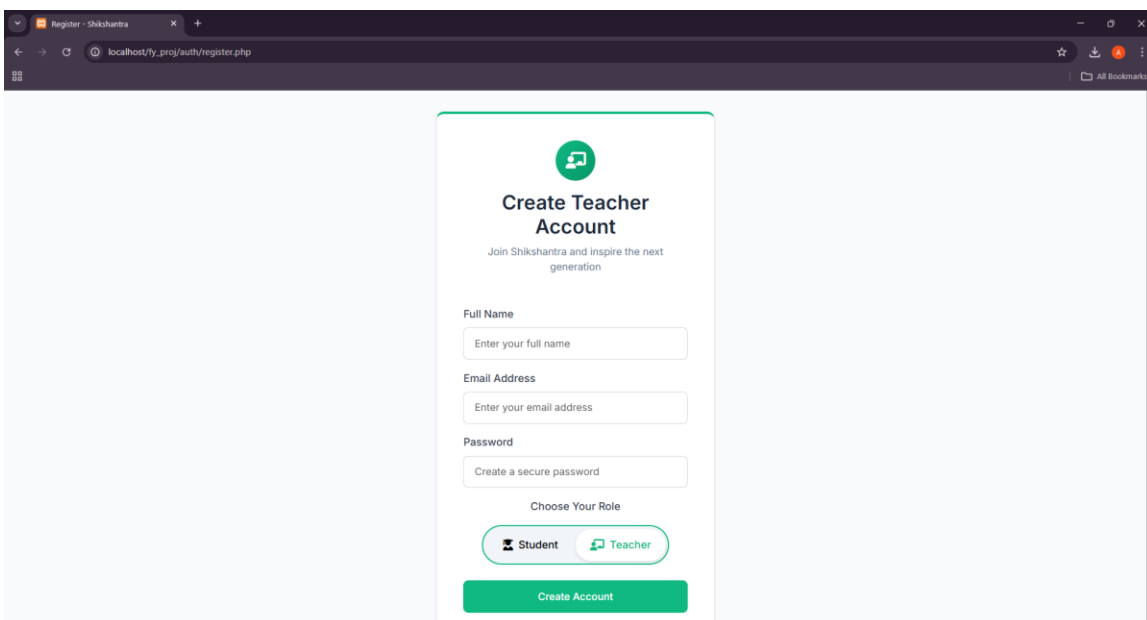 Register - Shikshantra
localhost/fy_proj/auth/register.php
A
All Bookmarks
Create Teacher
Account
Join Shikshantra and inspire the next
generation
Full Name
Enter your full name
Email Address
Enter your email address
Password
Create a secure password
Choose Your Role
Student Teacher
Create Account